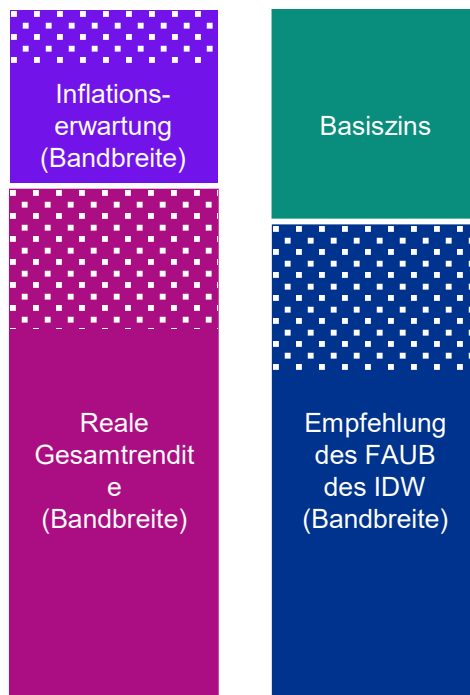 Inflations-
erwartung
(Bandbreite)
Basiszins
Reale
Gesamtrendit
e
(Bandbreite)
Empfehlung
des FAUB
des IDW
(Bandbreite)